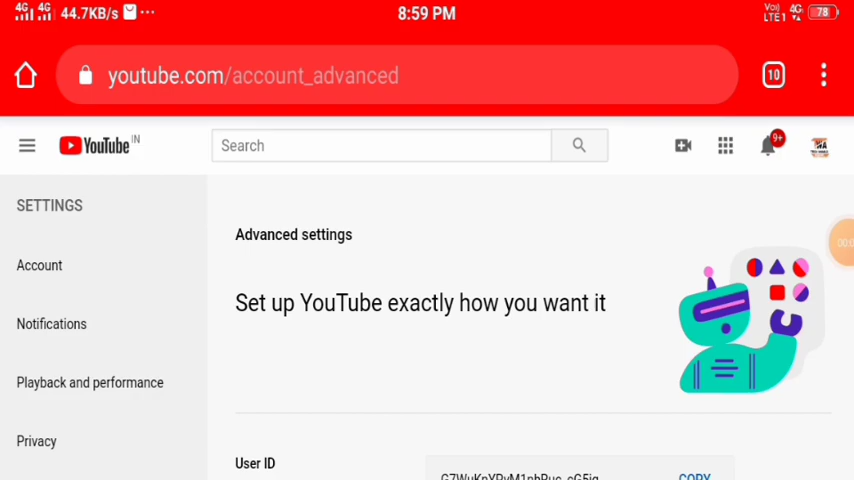 4G 4G 44.7KB/s ... 8:59 PM Vo) LTE1 4G 78
youtube.com/account_advanced 10
YouTube IN Search 9+
SETTINGS
Advanced settings
Account
Set up YouTube exactly how you want it
Notifications
Playback and performance
Privacy
User ID COPY